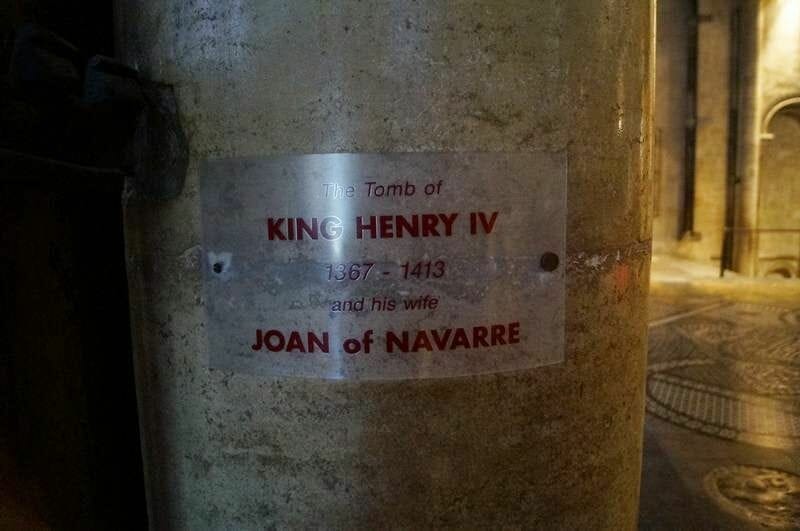 The Tomb of
KING HENRY IV
1367 - 1413
and his wife
JOAN of NAVARRE